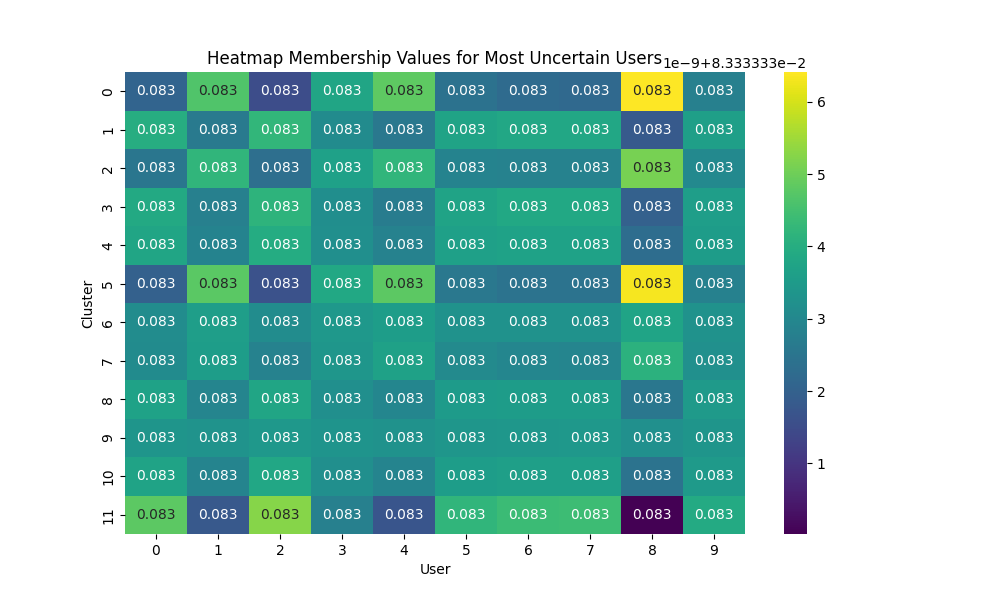 Heatmap Membership Values for Most Uncertain Users
1e−9+8.333333e−2
0 0.083 0.083 0.083 0.083 0.083 0.083 0.083 0.083 0.083 0.083
1 0.083 0.083 0.083 0.083 0.083 0.083 0.083 0.083 0.083 0.083
2 0.083 0.083 0.083 0.083 0.083 0.083 0.083 0.083 0.083 0.083
3 0.083 0.083 0.083 0.083 0.083 0.083 0.083 0.083 0.083 0.083
4 0.083 0.083 0.083 0.083 0.083 0.083 0.083 0.083 0.083 0.083
5 0.083 0.083 0.083 0.083 0.083 0.083 0.083 0.083 0.083 0.083
6 0.083 0.083 0.083 0.083 0.083 0.083 0.083 0.083 0.083 0.083
7 0.083 0.083 0.083 0.083 0.083 0.083 0.083 0.083 0.083 0.083
8 0.083 0.083 0.083 0.083 0.083 0.083 0.083 0.083 0.083 0.083
9 0.083 0.083 0.083 0.083 0.083 0.083 0.083 0.083 0.083 0.083
10 0.083 0.083 0.083 0.083 0.083 0.083 0.083 0.083 0.083 0.083
11 0.083 0.083 0.083 0.083 0.083 0.083 0.083 0.083 0.083 0.083
0 1 2 3 4 5 6 7 8 9
User
Cluster
6
5
4
3
2
1